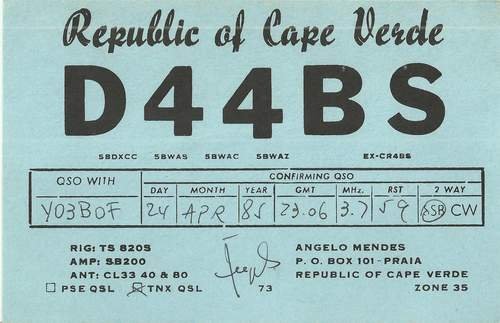 Republic of Cape Verde
D44BS
5BDXCC 5BWAS 5BWAC 5BWAZ EX-CR4BS
QSO WITH CONFIRMING QSO
DAY MONTH YEAR GMT MHz. RST 2 WAY
YO3BOF 24 APR 85 23.06 3.7 59 SSB CW
RIG: TS 820S ANGELO MENDES
AMP: SB200 P. O. BOX 101 - PRAIA
ANT: CL33 40 & 80 REPUBLIC OF CAPE VERDE
PSE QSL TNX QSL 73 ZONE 35